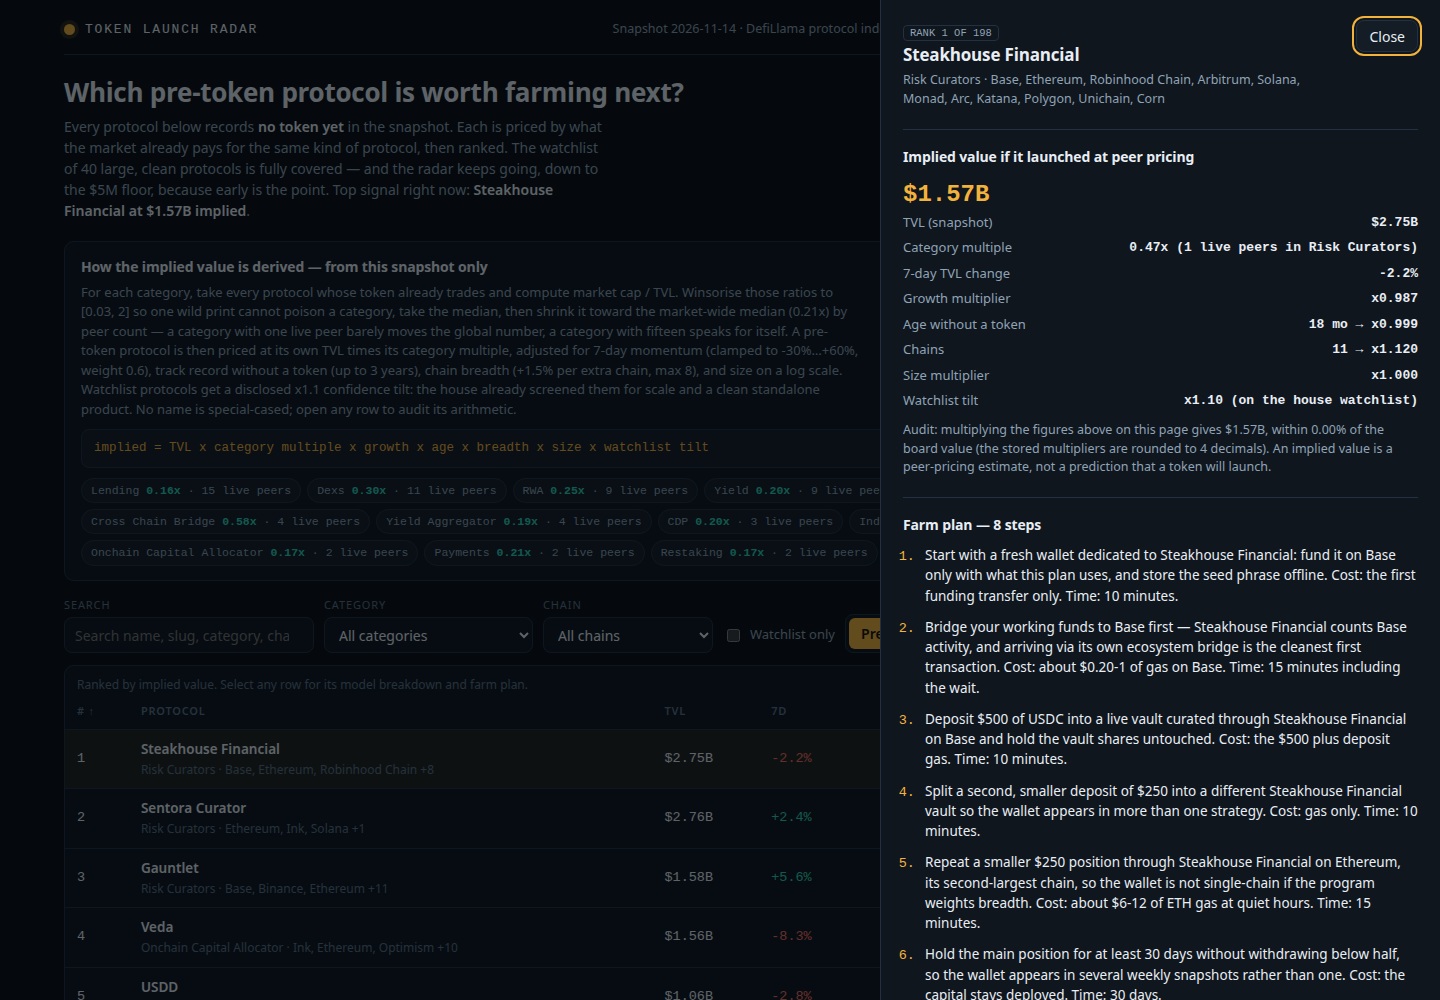 TOKEN LAUNCH RADAR
Snapshot 2026-11-14 · DefiLlama protocol ind
Which pre-token protocol is worth farming next?
Every protocol below records no token yet in the snapshot. Each is priced by what
the market already pays for the same kind of protocol, then ranked. The watchlist
of 40 large, clean protocols is fully covered — and the radar keeps going, down to
the $5M floor, because early is the point. Top signal right now: Steakhouse
Financial at $1.57B implied.
How the implied value is derived — from this snapshot only
For each category, take every protocol whose token already trades and compute market cap / TVL. Winsorise those ratios to
[0.03, 2] so one wild print cannot poison a category, take the median, then shrink it toward the market-wide median (0.21x) by
peer count — a category with one live peer barely moves the global number, a category with fifteen speaks for itself. A pre-
token protocol is then priced at its own TVL times its category multiple, adjusted for 7-day momentum (clamped to -30%...+60%,
weight 0.6), track record without a token (up to 3 years), chain breadth (+1.5% per extra chain, max 8), and size on a log scale.
Watchlist protocols get a disclosed x1.1 confidence tilt: the house already screened them for scale and a clean standalone
product. No name is special-cased; open any row to audit its arithmetic.
implied = TVL x category multiple x growth x age x breadth x size x watchlist tilt
Lending 0.16x · 15 live peers
Dexs 0.30x · 11 live peers
RWA 0.25x · 9 live peers
Yield 0.20x · 9 live pee
Cross Chain Bridge 0.58x · 4 live peers
Yield Aggregator 0.19x · 4 live peers
CDP 0.20x · 3 live peers
Ind
Onchain Capital Allocator 0.17x · 2 live peers
Payments 0.21x · 2 live peers
Restaking 0.17x · 2 live peers
SEARCH
CATEGORY
CHAIN
Search name, slug, category, cha
All categories
All chains
Watchlist only
Pre
Ranked by implied value. Select any row for its model breakdown and farm plan.
# ↑
PROTOCOL
TVL
7D
1
Steakhouse Financial
Risk Curators · Base, Ethereum, Robinhood Chain +8
$2.75B
-2.2%
2
Sentora Curator
Risk Curators · Ethereum, Ink, Solana +1
$2.76B
+2.4%
3
Gauntlet
Risk Curators · Base, Binance, Ethereum +11
$1.58B
+5.6%
4
Veda
Onchain Capital Allocator · Ink, Ethereum, Optimism +10
$1.56B
-8.3%
5
USDD
$1.06B
-2.8%
RANK 1 OF 198
Close
Steakhouse Financial
Risk Curators · Base, Ethereum, Robinhood Chain, Arbitrum, Solana,
Monad, Arc, Katana, Polygon, Unichain, Corn
Implied value if it launched at peer pricing
$1.57B
TVL (snapshot) $2.75B
Category multiple 0.47x (1 live peers in Risk Curators)
7-day TVL change -2.2%
Growth multiplier x0.987
Age without a token 18 mo → x0.999
Chains 11 → x1.120
Size multiplier x1.000
Watchlist tilt x1.10 (on the house watchlist)
Audit: multiplying the figures above on this page gives $1.57B, within 0.00% of the
board value (the stored multipliers are rounded to 4 decimals). An implied value is a
peer-pricing estimate, not a prediction that a token will launch.
Farm plan — 8 steps
1. Start with a fresh wallet dedicated to Steakhouse Financial: fund it on Base
only with what this plan uses, and store the seed phrase offline. Cost: the first
funding transfer only. Time: 10 minutes.
2. Bridge your working funds to Base first — Steakhouse Financial counts Base
activity, and arriving via its own ecosystem bridge is the cleanest first
transaction. Cost: about $0.20-1 of gas on Base. Time: 15 minutes including
the wait.
3. Deposit $500 of USDC into a live vault curated through Steakhouse Financial
on Base and hold the vault shares untouched. Cost: the $500 plus deposit
gas. Time: 10 minutes.
4. Split a second, smaller deposit of $250 into a different Steakhouse Financial
vault so the wallet appears in more than one strategy. Cost: gas only. Time: 10
minutes.
5. Repeat a smaller $250 position through Steakhouse Financial on Ethereum,
its second-largest chain, so the wallet is not single-chain if the program
weights breadth. Cost: about $6-12 of ETH gas at quiet hours. Time: 15
minutes.
6. Hold the main position for at least 30 days without withdrawing below half,
so the wallet appears in several weekly snapshots rather than one. Cost: the
capital stays deployed. Time: 30 days.